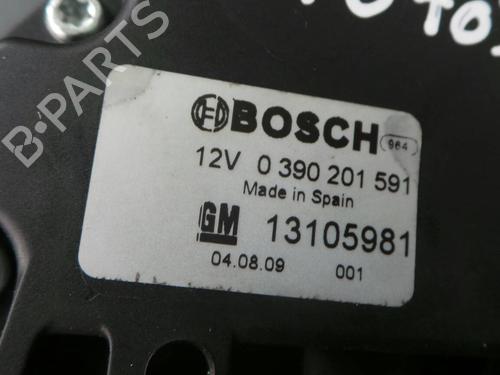 BOSCH 964
12V 0 390 201 591
Made in Spain
GM 13105981
04.08.09 001
B-PARTS